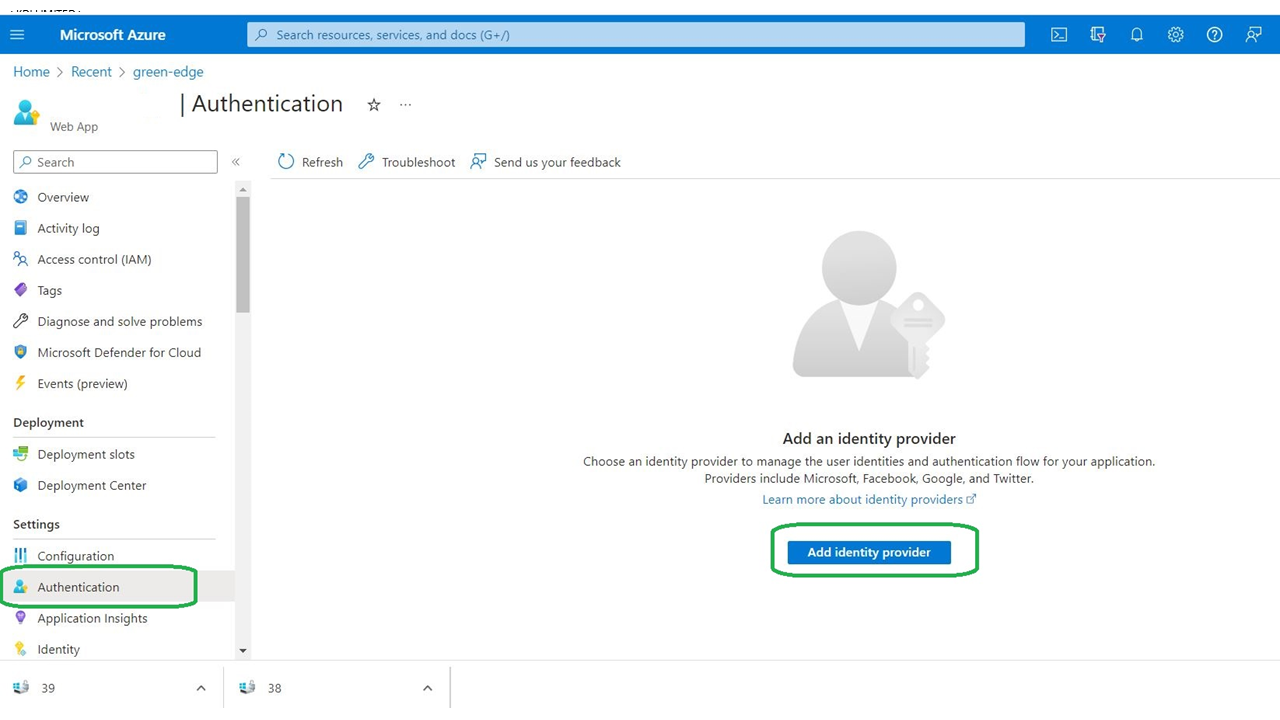 Microsoft Azure
Search resources, services, and docs (G+/)
Home > Recent > green-edge
| Authentication
Web App
Search
Refresh
Troubleshoot
Send us your feedback
Overview
Activity log
Access control (IAM)
Tags
Diagnose and solve problems
Microsoft Defender for Cloud
Events (preview)
Deployment
Deployment slots
Deployment Center
Settings
Configuration
Authentication
Application Insights
Identity
Add an identity provider
Choose an identity provider to manage the user identities and authentication flow for your application.
Providers include Microsoft, Facebook, Google, and Twitter.
Learn more about identity providers
Add identity provider
39
38